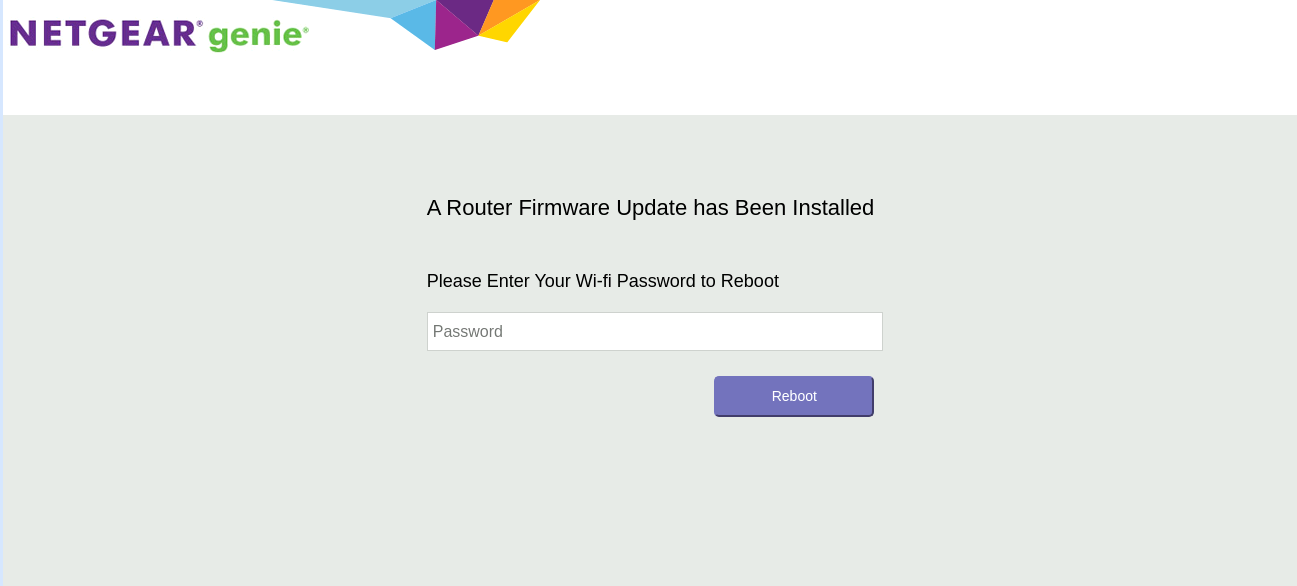 NETGEAR® genie®
A Router Firmware Update has Been Installed
Please Enter Your Wi-fi Password to Reboot
Password
Reboot